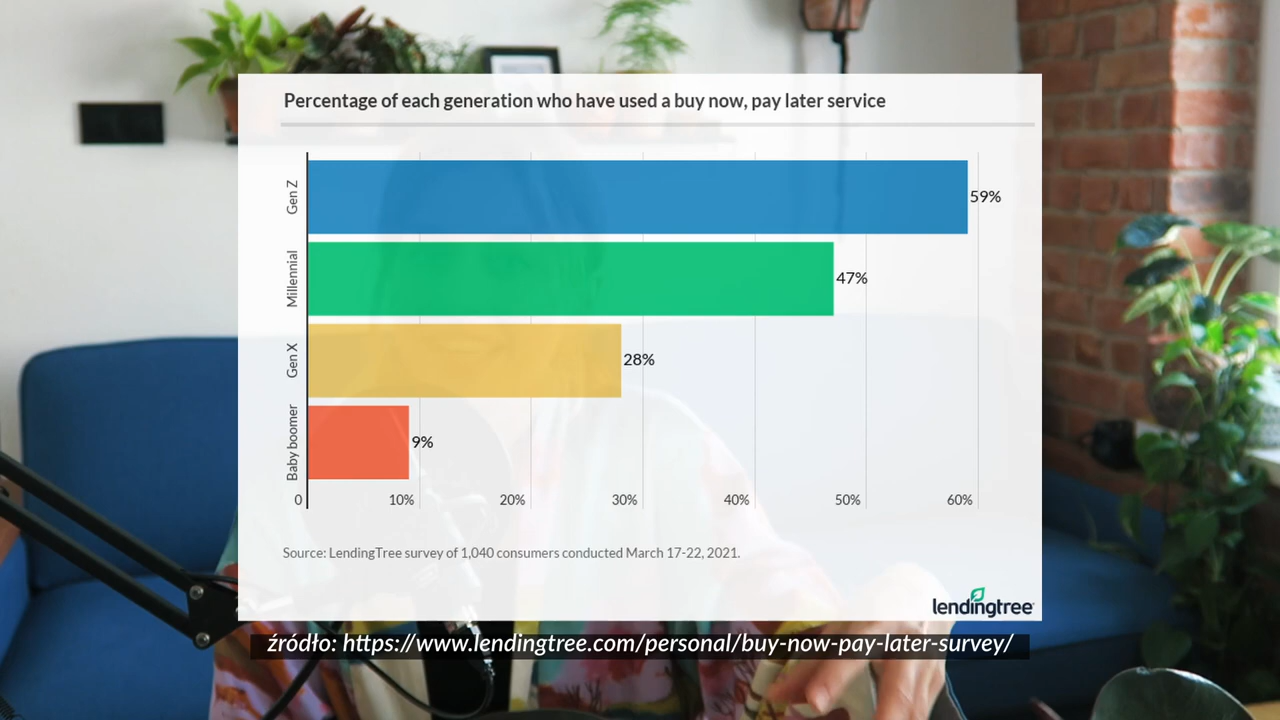 Percentage of each generation who have used a buy now, pay later service
Gen Z
59%
Millennial
47%
Gen X
28%
Baby boomer
9%
0 10% 20% 30% 40% 50% 60%
Source: LendingTree survey of 1,040 consumers conducted March 17-22, 2021.
lendingtree
źródło: https://www.lendingtree.com/personal/buy-now-pay-later-survey/